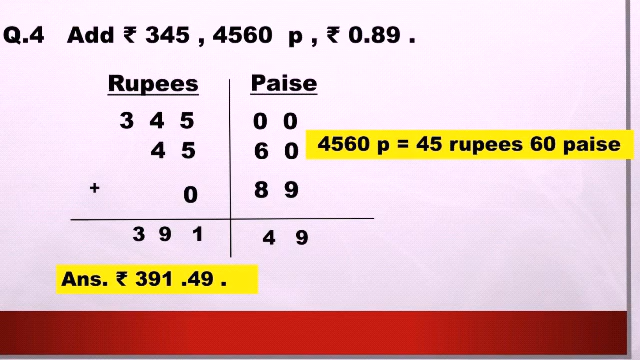 Q.4 Add ₹ 345 , 4560 p , ₹ 0.89 .
Rupees Paise
3 4 5 0 0
4 5 6 0 4560 p = 45 rupees 60 paise
+ 0 8 9
3 9 1 4 9
Ans. ₹ 391 .49 .